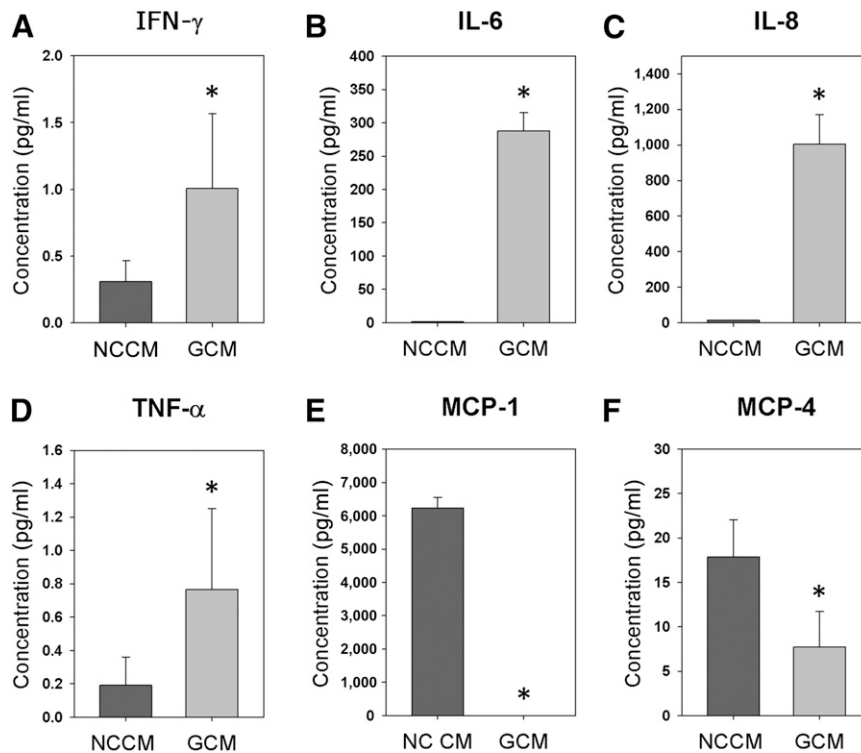 A IFN-γ
Concentration (pg/ml)
2.0
1.5
1.0
0.5
0.0
*
NCCM GCM
B IL-6
Concentration (pg/ml)
400
350
300
250
200
150
100
50
0
*
NCCM GCM
C IL-8
Concentration (pg/ml)
1,400
1,200
1,000
800
600
400
200
0
*
NCCM GCM
D TNF-α
Concentration (pg/ml)
1.6
1.4
1.2
1.0
0.8
0.6
0.4
0.2
0.0
*
NCCM GCM
E MCP-1
Concentration (pg/ml)
8,000
7,000
6,000
5,000
4,000
3,000
2,000
1,000
0
*
NC CM GCM
F MCP-4
Concentration (pg/ml)
30
25
20
15
10
5
0
*
NCCM GCM